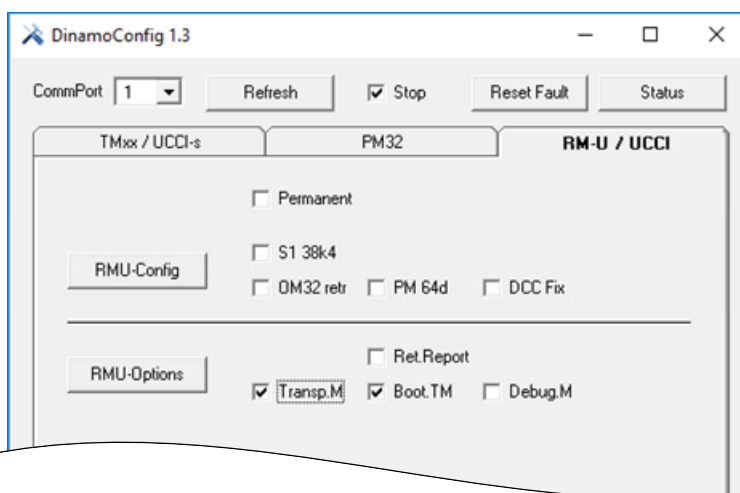 DinamoConfig 1.3
CommPort 1 Refresh Stop Reset Fault Status
TMxx / UCCI-s PM32 RM-U / UCCI
Permanent
S1 38k4
RMU-Config
OM32 retr PM 64d DCC Fix
Ret.Report
RMU-Options
Transp.M Boot.TM Debug.M